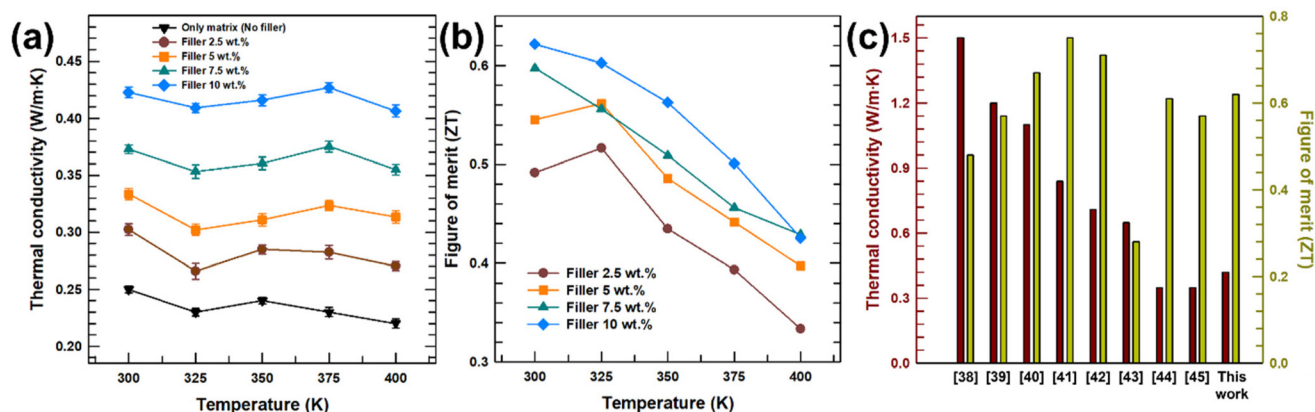 (a)
Only matrix (No filler)
Filler 2.5 wt.%
Filler 5 wt.%
Filler 7.5 wt.%
Filler 10 wt.%
Thermal conductivity (W/m·K)
0.45
0.40
0.35
0.30
0.25
0.20
300 325 350 375 400
Temperature (K)
(b)
Figure of merit (ZT)
0.6
0.5
0.4
0.3
Filler 2.5 wt.%
Filler 5 wt.%
Filler 7.5 wt.%
Filler 10 wt.%
300 325 350 375 400
Temperature (K)
(c)
Thermal conductivity (W/m·K)
1.5
1.2
0.9
0.6
0.3
0.0
[38] [39] [40] [41] [42] [43] [44] [45] This
work
0.8
0.6
0.4
0.2
0.0
Figure of merit (ZT)